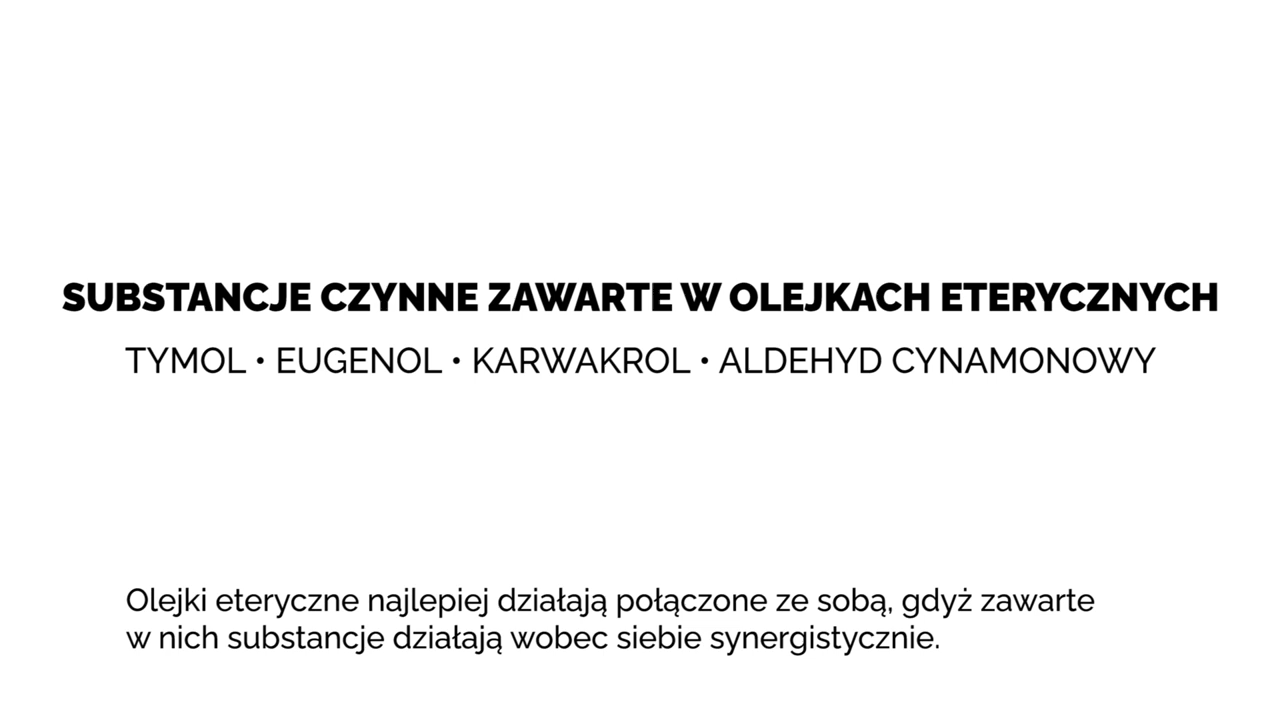 SUBSTANCJE CZYNNE ZAWARTE W OLEJKACH ETERYCZNYCH
TYMOL • EUGENOL • KARWAKROL • ALDEHYD CYNAMONOWY
Olejki eteryczne najlepiej działają połączone ze sobą, gdyż zawarte
w nich substancje działają wobec siebie synergistycznie.